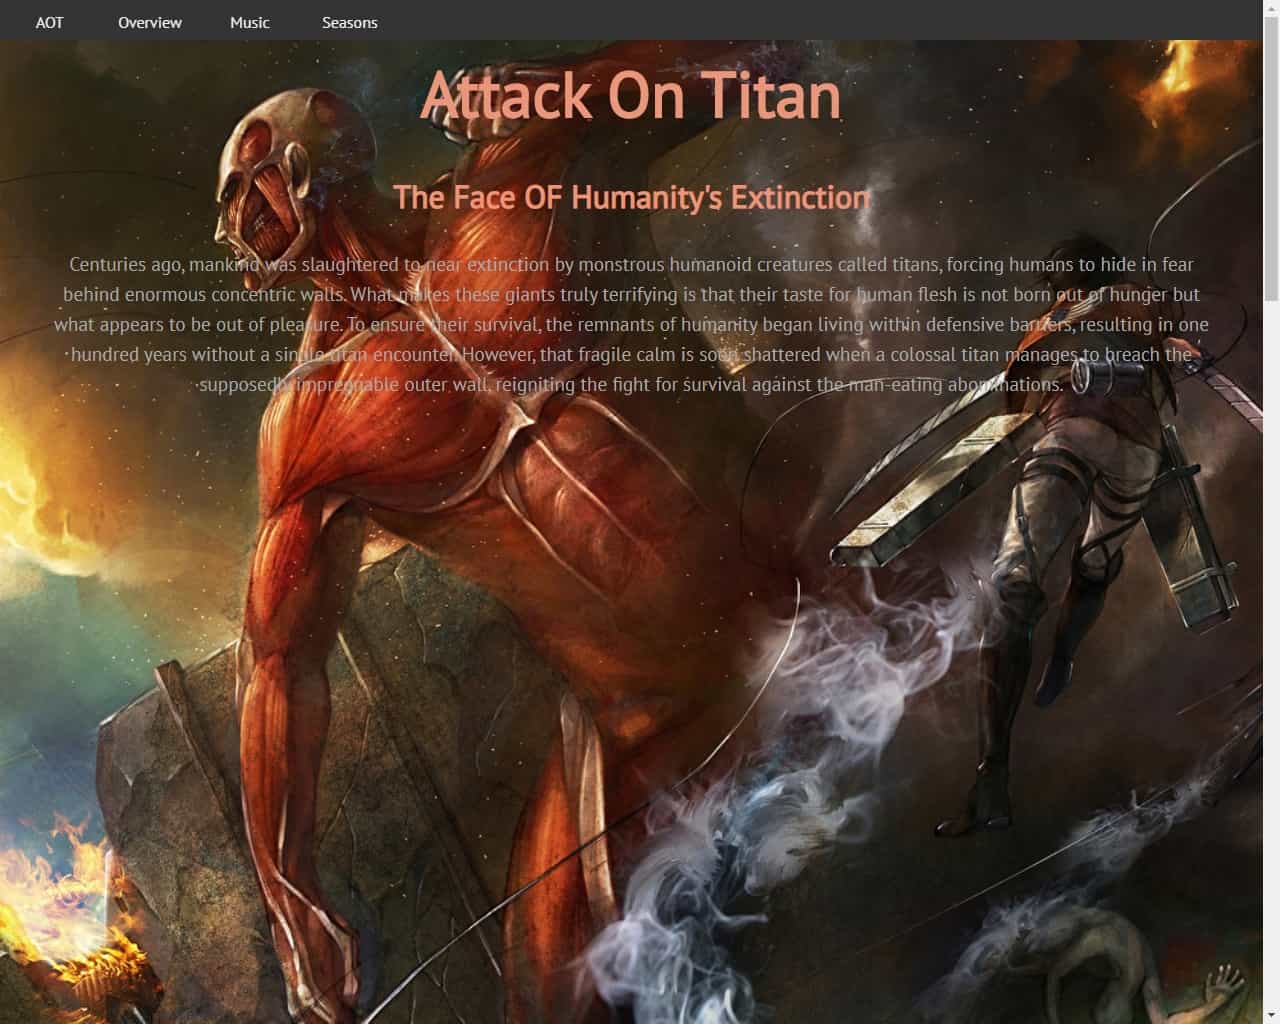 AOT Overview Music Seasons
Attack On Titan
The Face OF Humanity's Extinction
Centuries ago, mankind was slaughtered to near extinction by monstrous humanoid creatures called titans, forcing humans to hide in fear
behind enormous concentric walls. What makes these giants truly terrifying is that their taste for human flesh is not born out of hunger but
what appears to be out of pleasure. To ensure their survival, the remnants of humanity began living within defensive barriers, resulting in one
hundred years without a single titan encounter. However, that fragile calm is soon shattered when a colossal titan manages to breach the
supposedly impregnable outer wall, reigniting the fight for survival against the man-eating abominations.